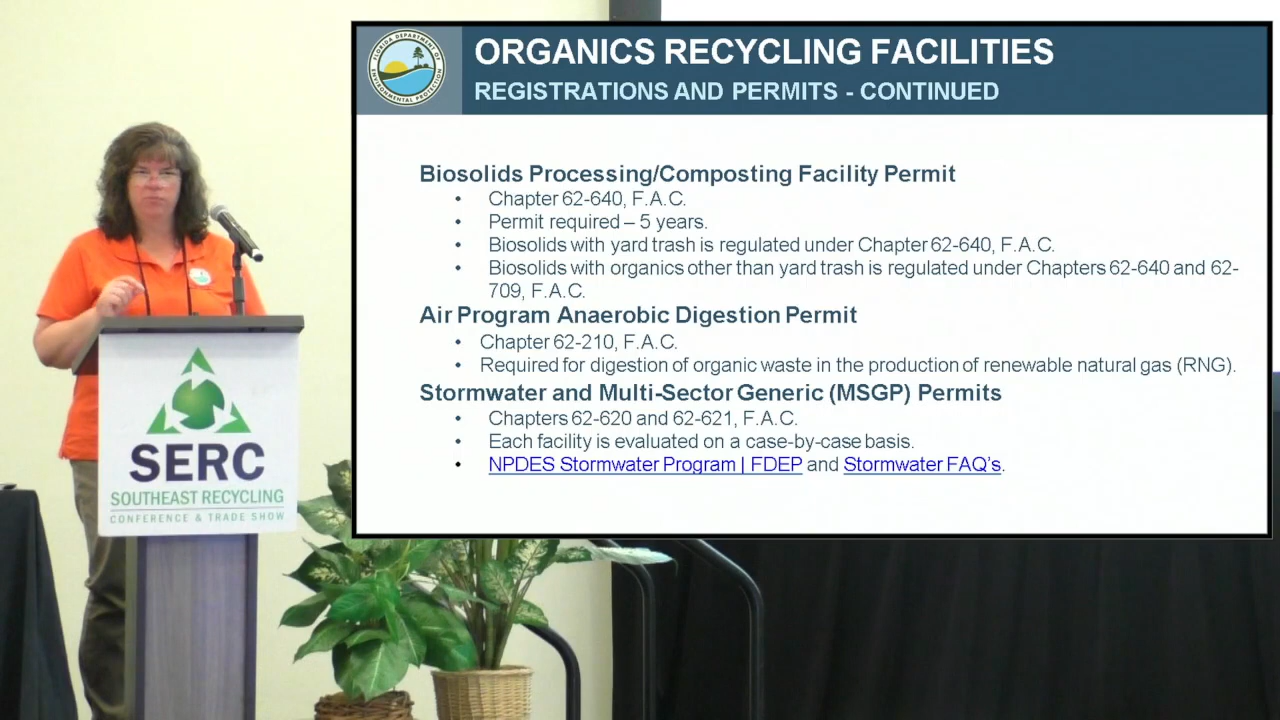 FLORIDA DEPARTMENT OF
ENVIRONMENTAL PROTECTION
ORGANICS RECYCLING FACILITIES
REGISTRATIONS AND PERMITS - CONTINUED
Biosolids Processing/Composting Facility Permit
• Chapter 62-640, F.A.C.
• Permit required – 5 years.
• Biosolids with yard trash is regulated under Chapter 62-640, F.A.C.
• Biosolids with organics other than yard trash is regulated under Chapters 62-640 and 62-
709, F.A.C.
Air Program Anaerobic Digestion Permit
• Chapter 62-210, F.A.C.
• Required for digestion of organic waste in the production of renewable natural gas (RNG).
Stormwater and Multi-Sector Generic (MSGP) Permits
• Chapters 62-620 and 62-621, F.A.C.
• Each facility is evaluated on a case-by-case basis.
• NPDES Stormwater Program | FDEP and Stormwater FAQ's.
SERC
SOUTHEAST RECYCLING
CONFERENCE & TRADE SHOW